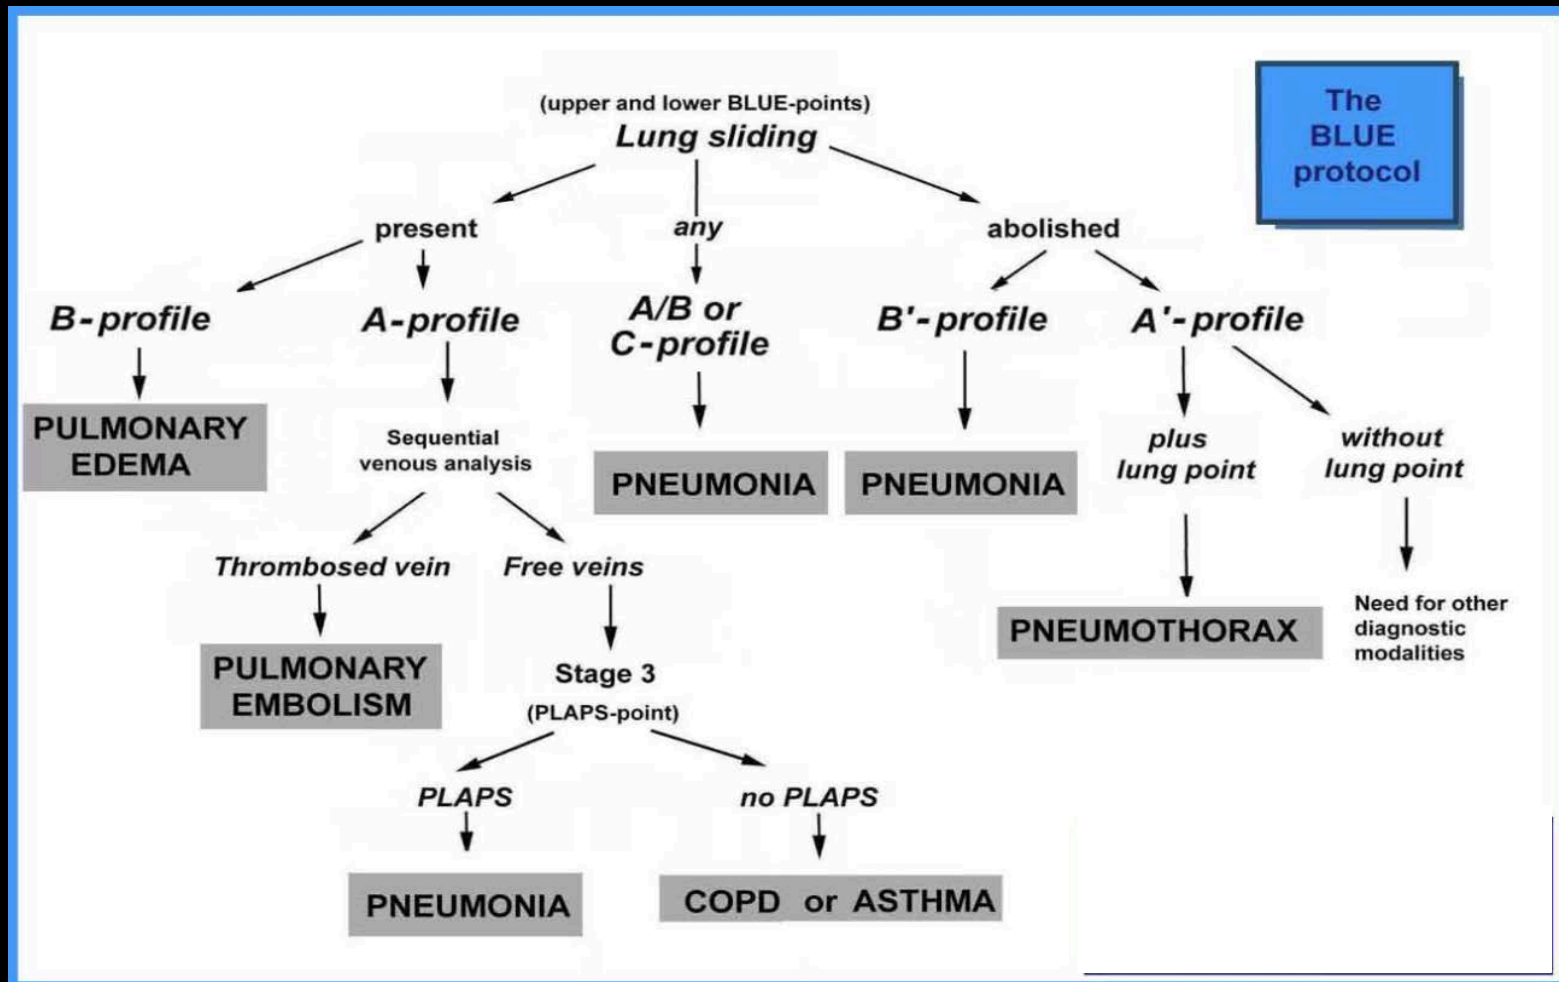 The
BLUE
protocol
(upper and lower BLUE-points)
Lung sliding
present
any
abolished
B-profile
A-profile
A/B or
C-profile
B'-profile
A'-profile
PULMONARY
EDEMA
Sequential
venous analysis
PNEUMONIA
PNEUMONIA
plus
lung point
without
lung point
Thrombosed vein
Free veins
PULMONARY
EMBOLISM
Stage 3
(PLAPS-point)
PNEUMOTHORAX
Need for other
diagnostic
modalities
PLAPS
no PLAPS
PNEUMONIA
COPD or ASTHMA